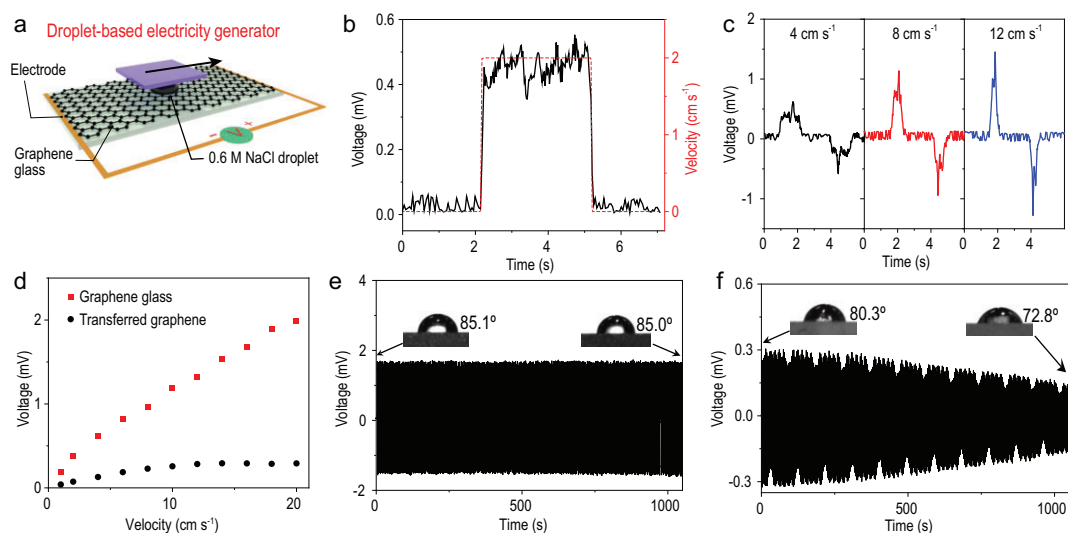 a
Droplet-based electricity generator
Electrode
Graphene
glass
0.6 M NaCl droplet
- V +
b
Voltage (mV)
0.6
0.4
0.2
0.0
0 2 4 6
Time (s)
Velocity (cm s⁻¹)
2
1
0
c
4 cm s⁻¹ 8 cm s⁻¹ 12 cm s⁻¹
Voltage (mV)
2
1
0
-1
0 2 4 0 2 4 0 2 4
Time (s)
d
Graphene glass
Transferred graphene
Voltage (mV)
2
1
0
0 5 10 15 20
Velocity (cm s⁻¹)
e
85.1º 85.0º
Voltage (mV)
4
2
0
-2
0 500 1000
Time (s)
f
80.3º 72.8º
Voltage (mV)
0.6
0.3
0.0
-0.3
0 500 1000
Time (s)